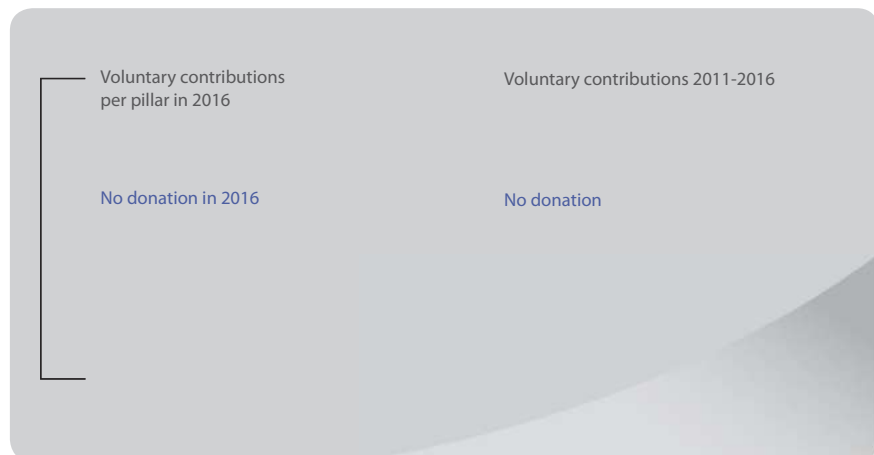 Voluntary contributions
per pillar in 2016
Voluntary contributions 2011-2016
No donation in 2016
No donation